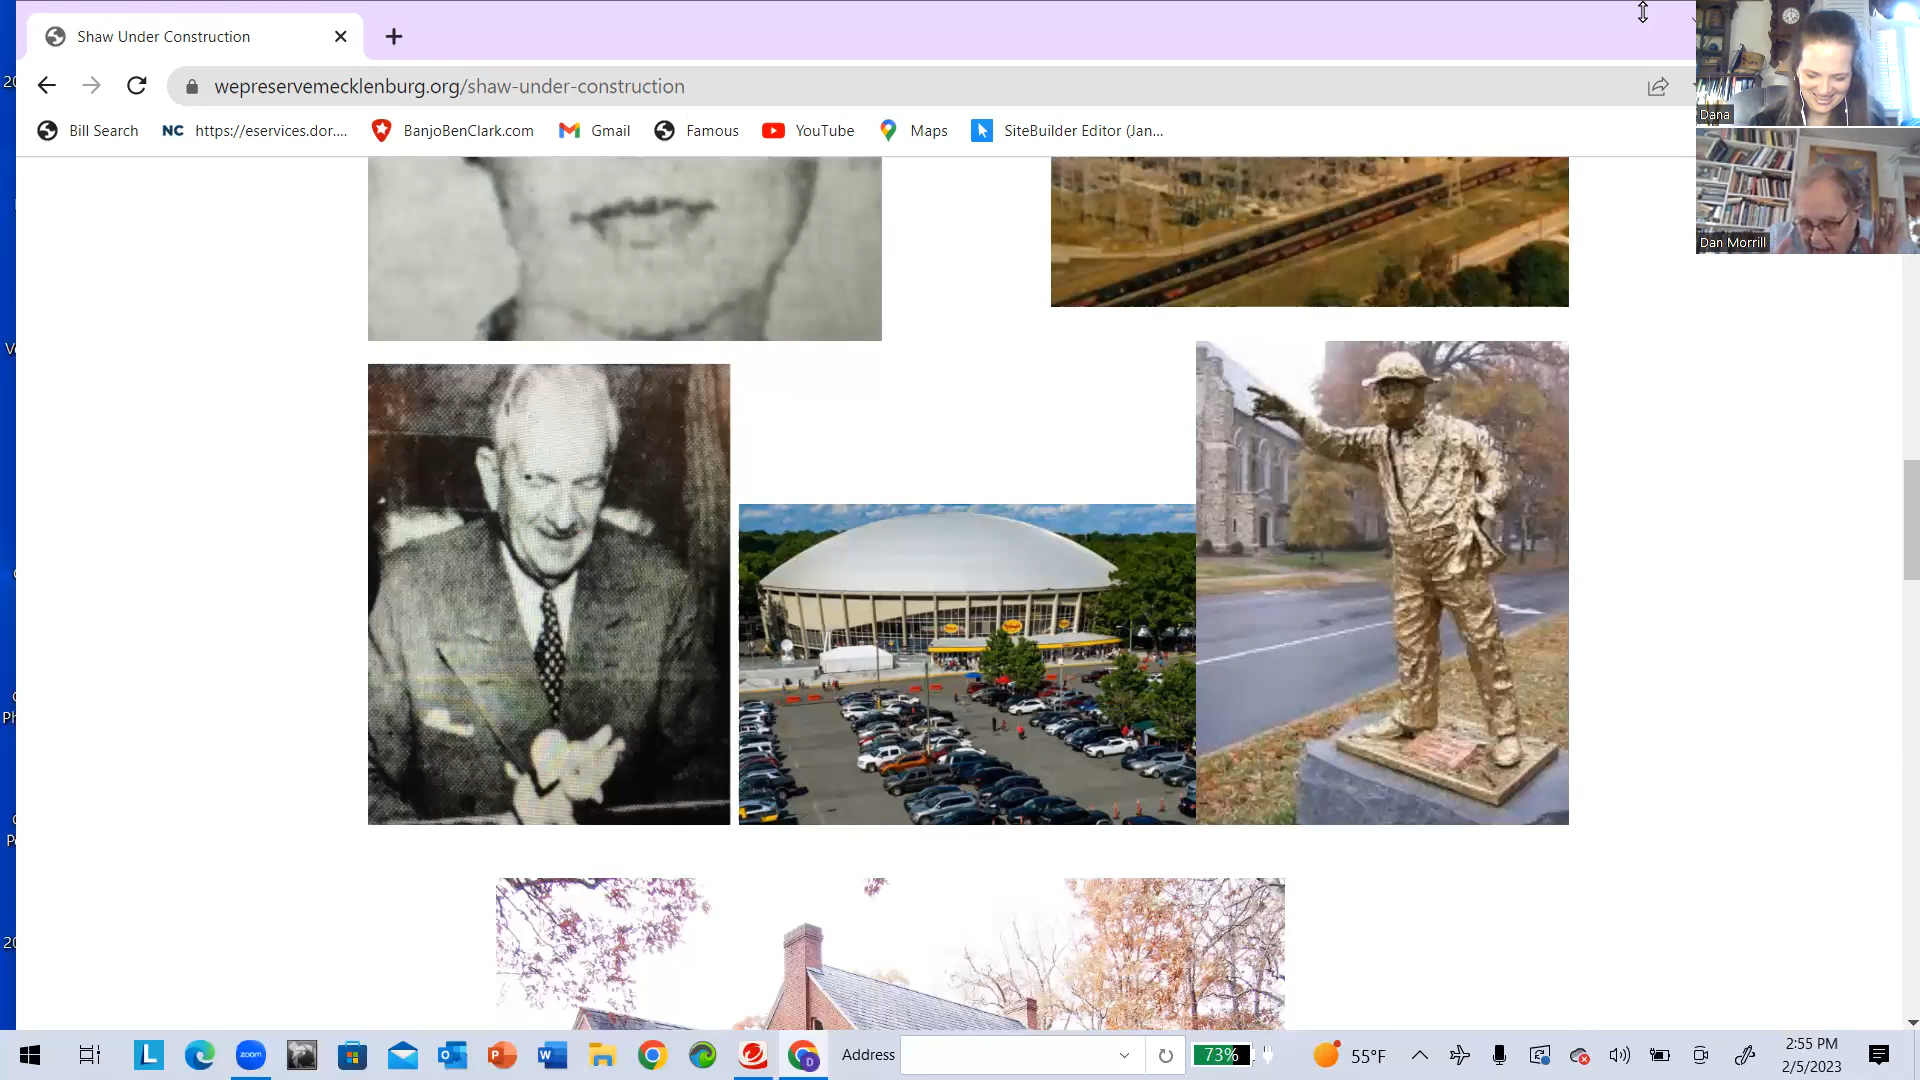 Shaw Under Construction
wepreservemecklenburg.org/shaw-under-construction
Bill Search
NC https://eservices.dor....
BanjoBenClark.com
Gmail
Famous
YouTube
Maps
SiteBuilder Editor (Jan...
Dana
Dan Morrill
zoom
Address
73%
55°F
2:55 PM
2/5/2023